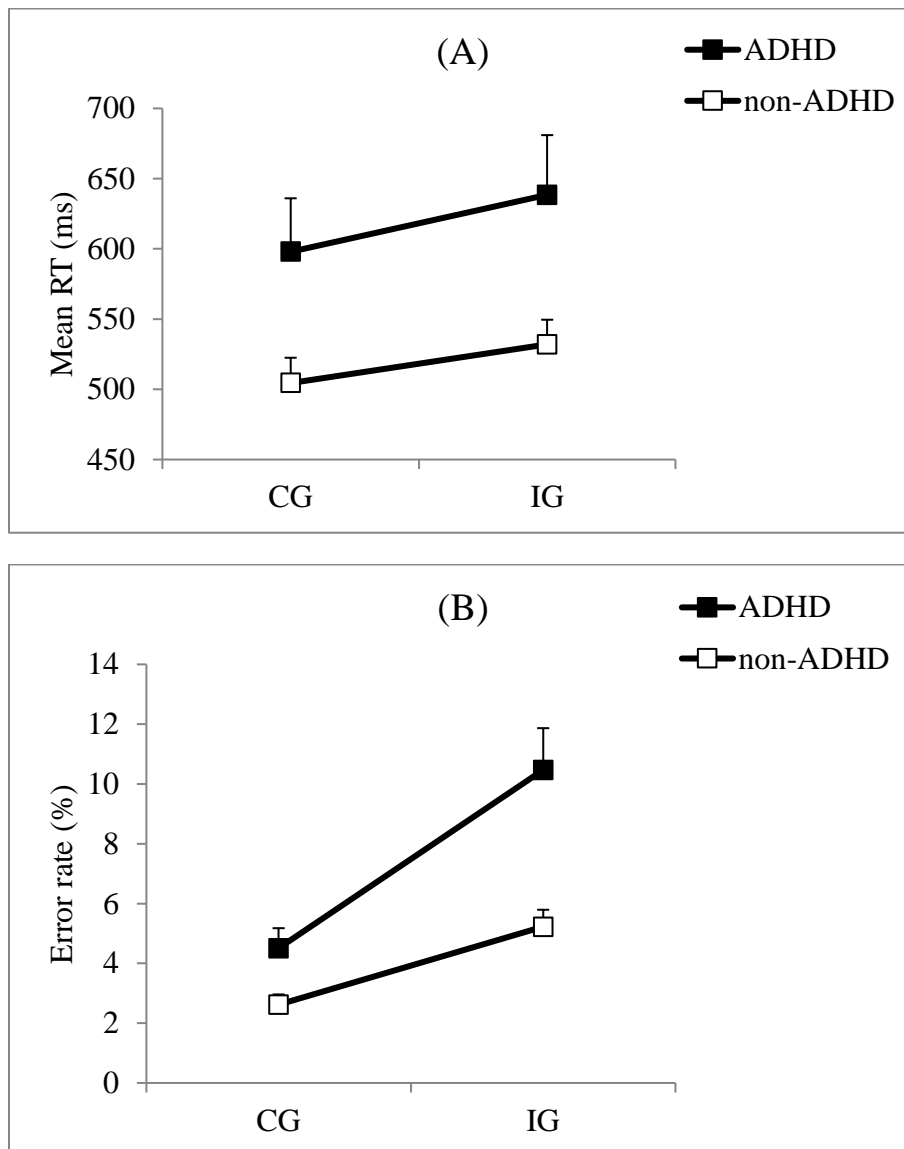 (A)
ADHD
non-ADHD
700
650
600
550
500
450
Mean RT (ms)
CG IG
(B)
ADHD
non-ADHD
14
12
10
8
6
4
2
0
Error rate (%)
CG IG